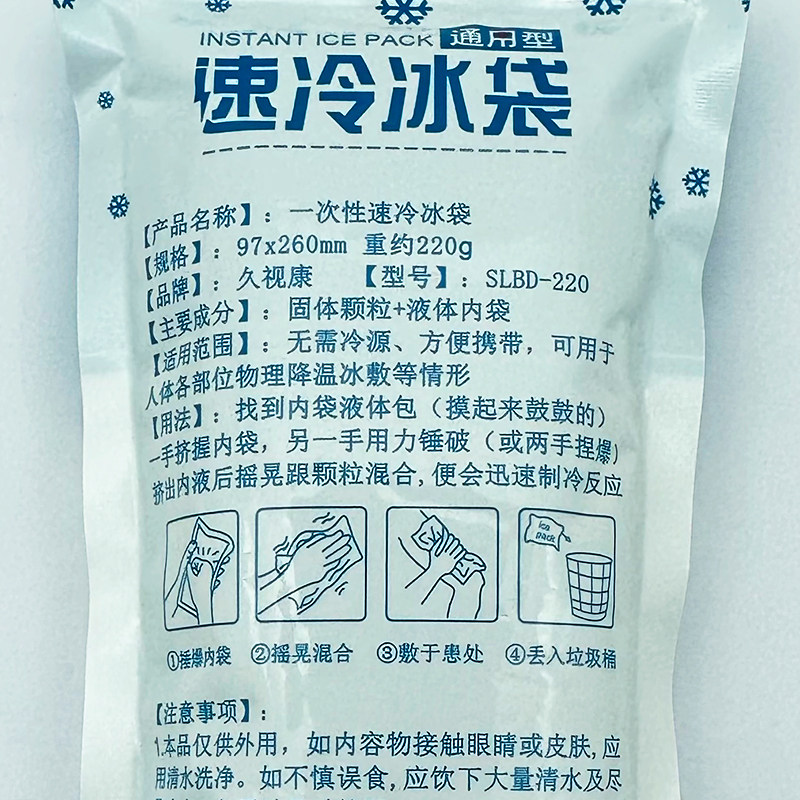 INSTANT ICE PACK 通用型
速冷冰袋
【产品名称】：一次性速冷冰袋
【规格】：97x260mm 重约220g
【品牌】：久视康 【型号】：SLBD-220
【主要成分】：固体颗粒+液体内袋
【适用范围】：无需冷源、方便携带，可用于
人体各部位物理降温冰敷等情形
【用法】：找到内袋液体包（摸起来鼓鼓的）
一手挤握内袋，另一手用力锤破（或两手捏爆）
挤出内液后摇晃跟颗粒混合,便会迅速制冷反应
ice
pack
①捶爆内袋 ②摇晃混合 ③敷于患处 ④丢入垃圾桶
【注意事项】：
1.本品仅供外用，如内容物接触眼睛或皮肤,应
用清水洗净。如不慎误食,应饮下大量清水及尽